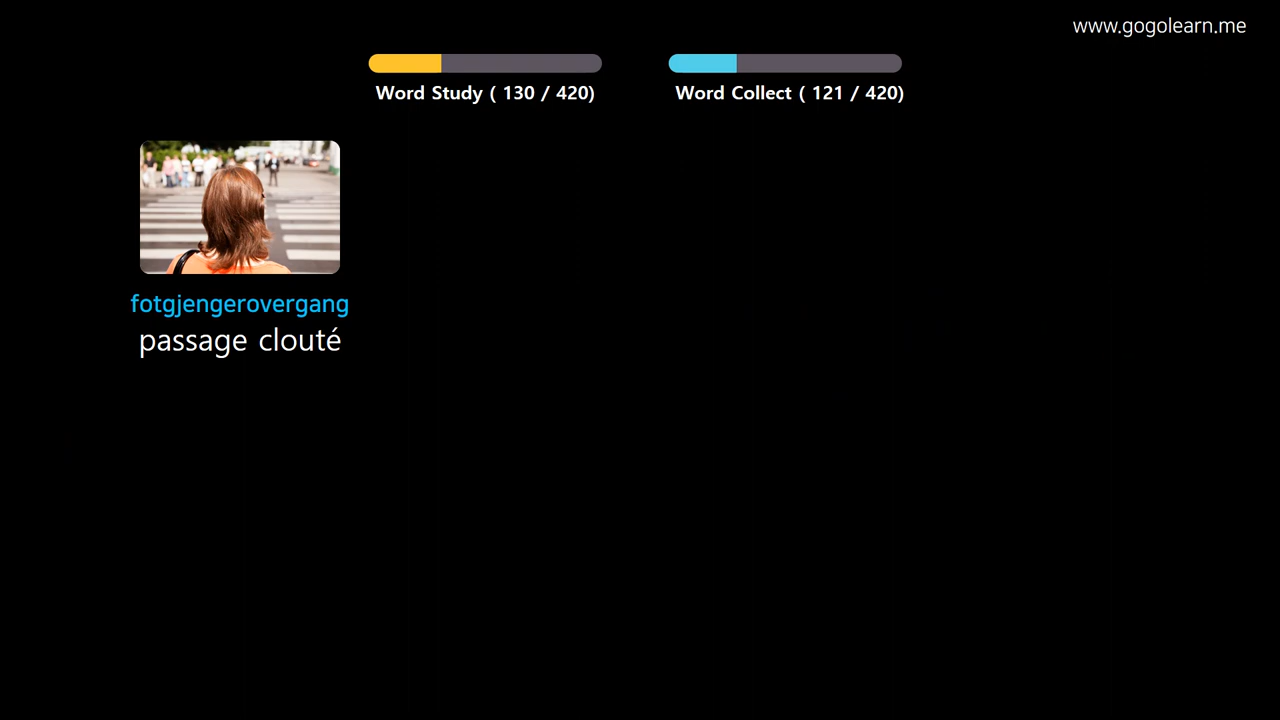 www.gogolearn.me
Word Study ( 130 / 420)
Word Collect ( 121 / 420)
fotgjengerovergang
passage clouté